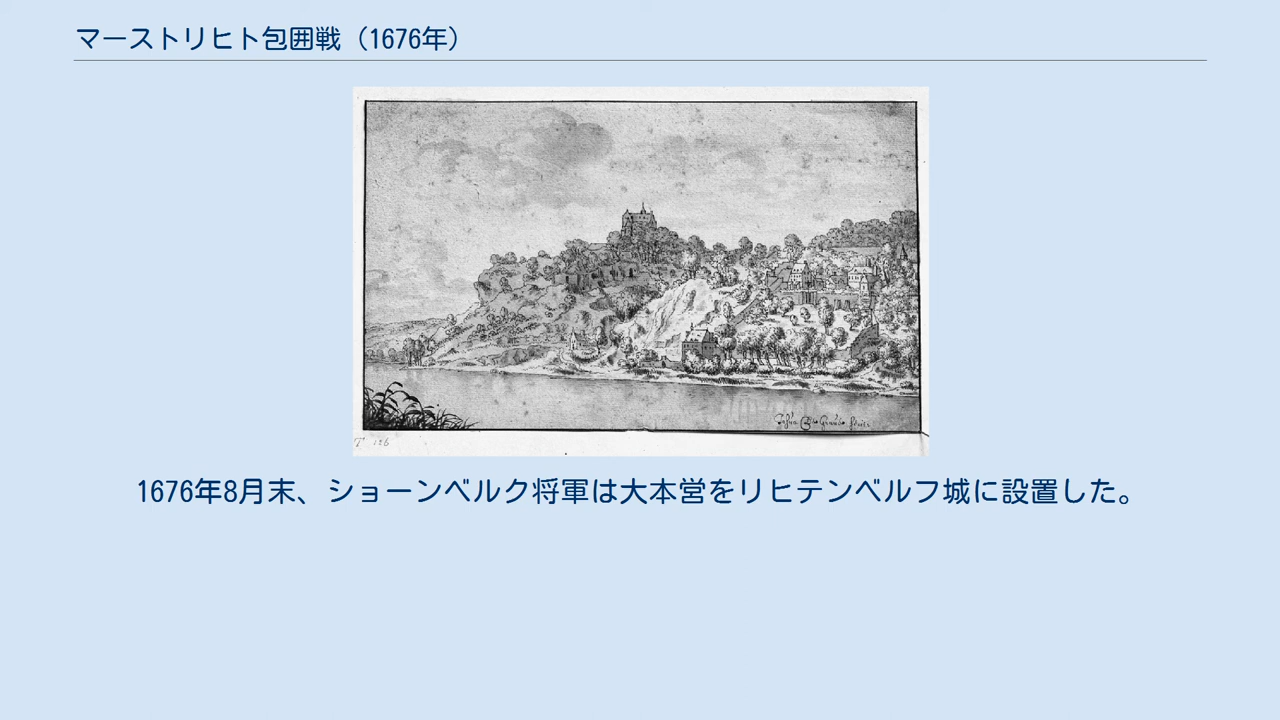 マーストリヒト包囲戦（1676年）
1676年8月末、ショーンベルク将軍は大本営をリヒテンベルフ城に設置した。